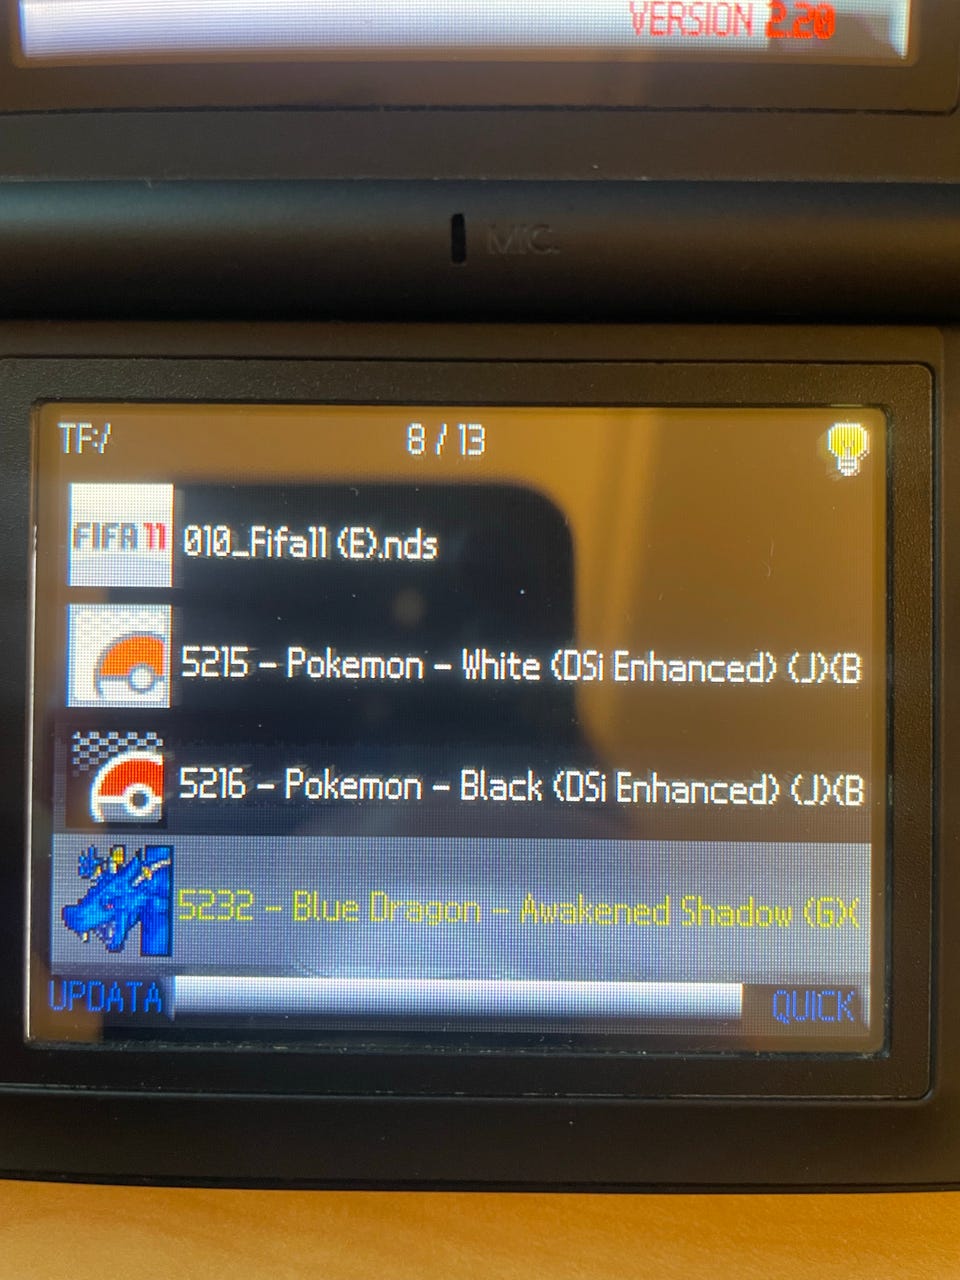 VERSION 2.20
MIC.
TF:/
8 / 13
FIFA 11
010_Fifa11 (E).nds
5215 - Pokemon - White (DSi Enhanced) (J)(B
5216 - Pokemon - Black (DSi Enhanced) (J)(B
5232 - Blue Dragon - Awakened Shadow (G)(
UPDATA
QUICK